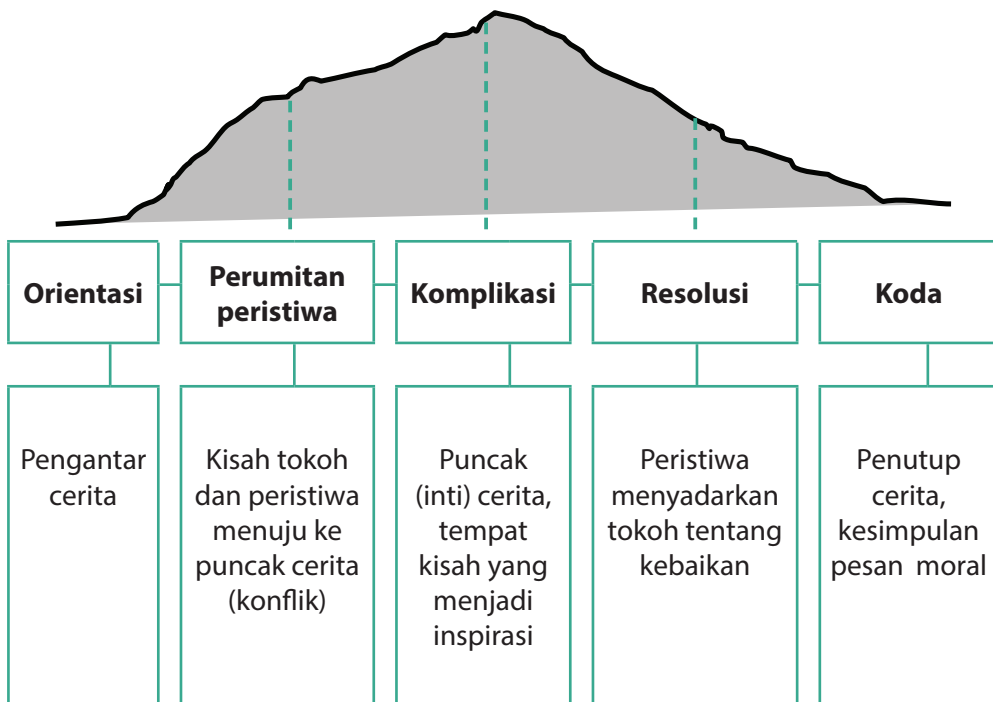 Orientasi
Perumitan
peristiwa
Komplikasi
Resolusi
Koda
Pengantar
cerita
Kisah tokoh
dan peristiwa
menuju ke
puncak cerita
(konflik)
Puncak
(inti) cerita,
tempat
kisah yang
menjadi
inspirasi
Peristiwa
menyadarkan
tokoh tentang
kebaikan
Penutup
cerita,
kesimpulan
pesan moral